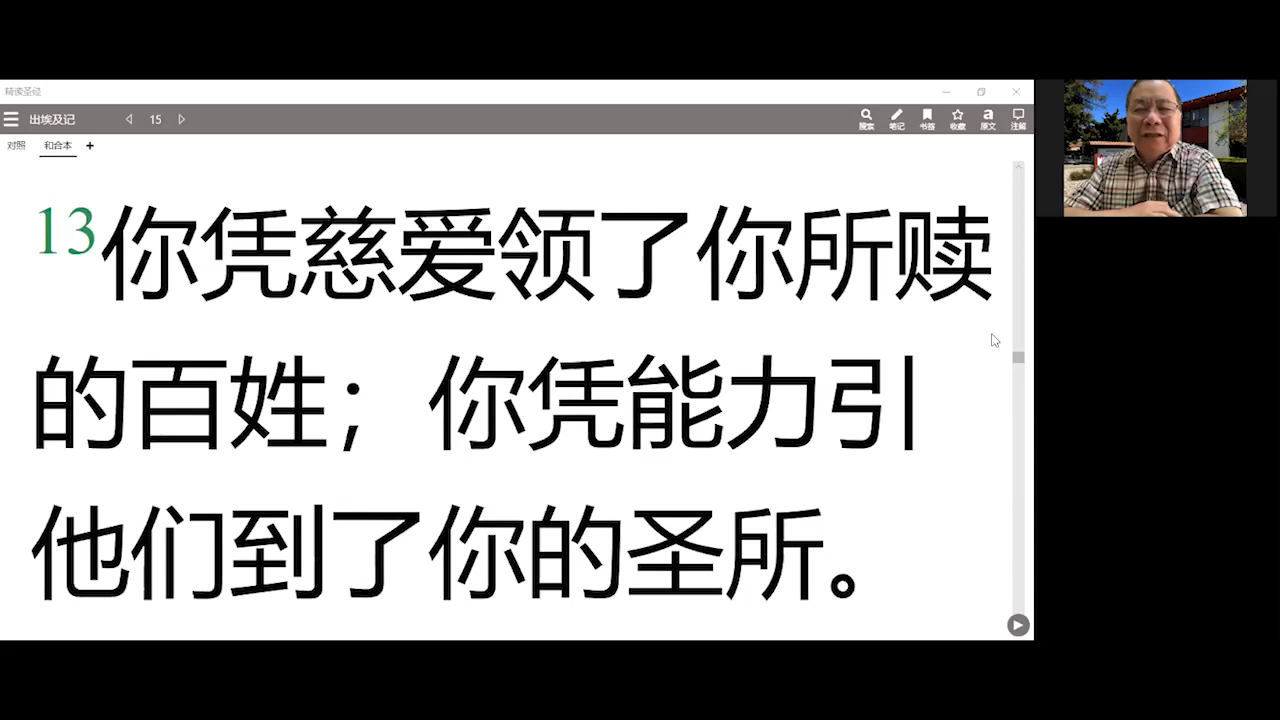 精读圣经
出埃及记 15
搜索 笔记 书签 收藏 原文 注解
对照 和合本 +
13你凭慈爱领了你所赎
的百姓；你凭能力引
他们到了你的圣所。